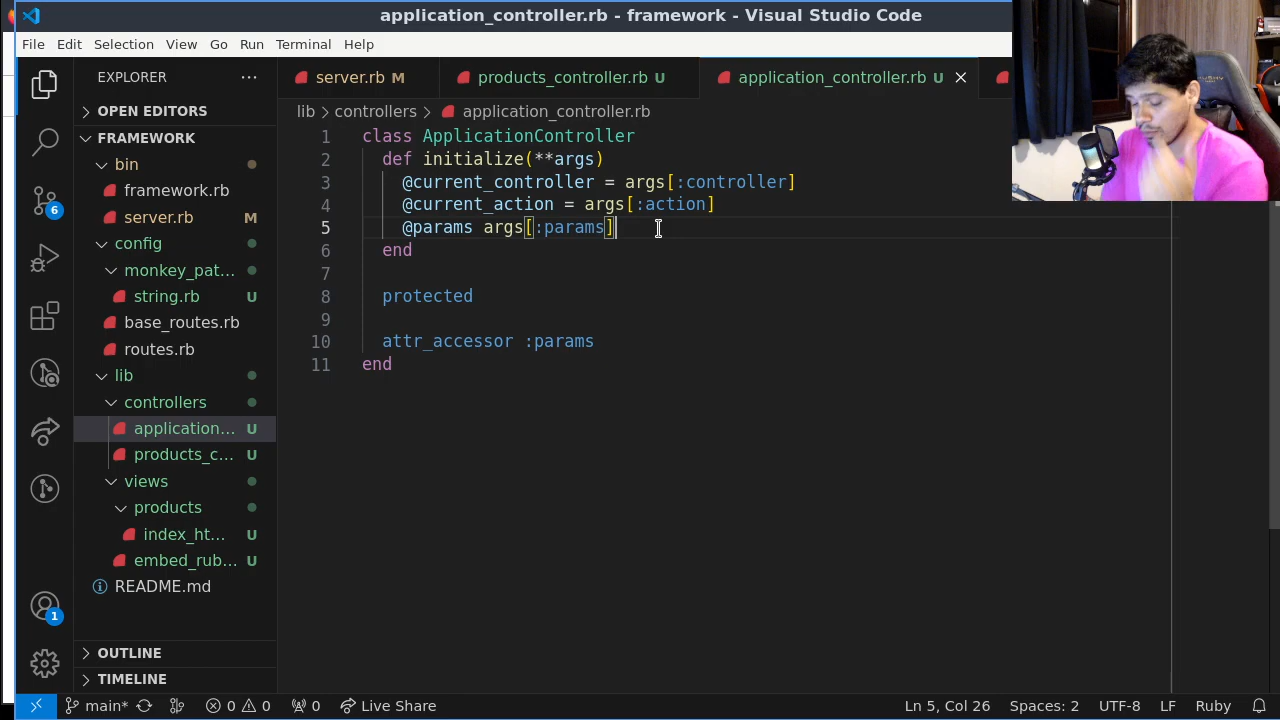 application_controller.rb - framework - Visual Studio Code
File Edit Selection View Go Run Terminal Help
EXPLORER
server.rb M
products_controller.rb U
application_controller.rb U
OPEN EDITORS
lib > controllers > application_controller.rb
FRAMEWORK
bin
framework.rb
server.rb M
config
monkey_pat...
string.rb U
base_routes.rb
routes.rb
lib
controllers
application... U
products_c... U
views
products
index_ht... U
embed_rub... U
README.md
OUTLINE
TIMELINE
6
1
1 class ApplicationController
2 def initialize(**args)
3 @current_controller = args[:controller]
4 @current_action = args[:action]
5 @params args[:params]
6 end
7
8 protected
9
10 attr_accessor :params
11 end
main* 0 0 0 Live Share Ln 5, Col 26 Spaces: 2 UTF-8 LF Ruby